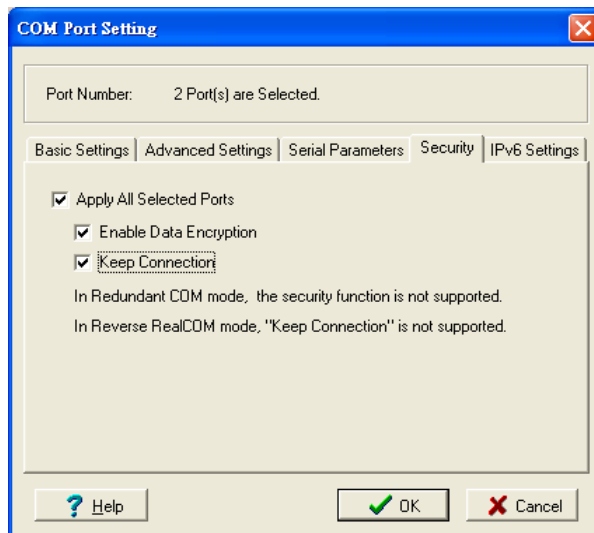 COM Port Setting
Port Number: 2 Port(s) are Selected.
Basic Settings Advanced Settings Serial Parameters Security IPv6 Settings
Apply All Selected Ports
Enable Data Encryption
Keep Connection
In Redundant COM mode, the security function is not supported.
In Reverse RealCOM mode, "Keep Connection" is not supported.
? Help OK Cancel